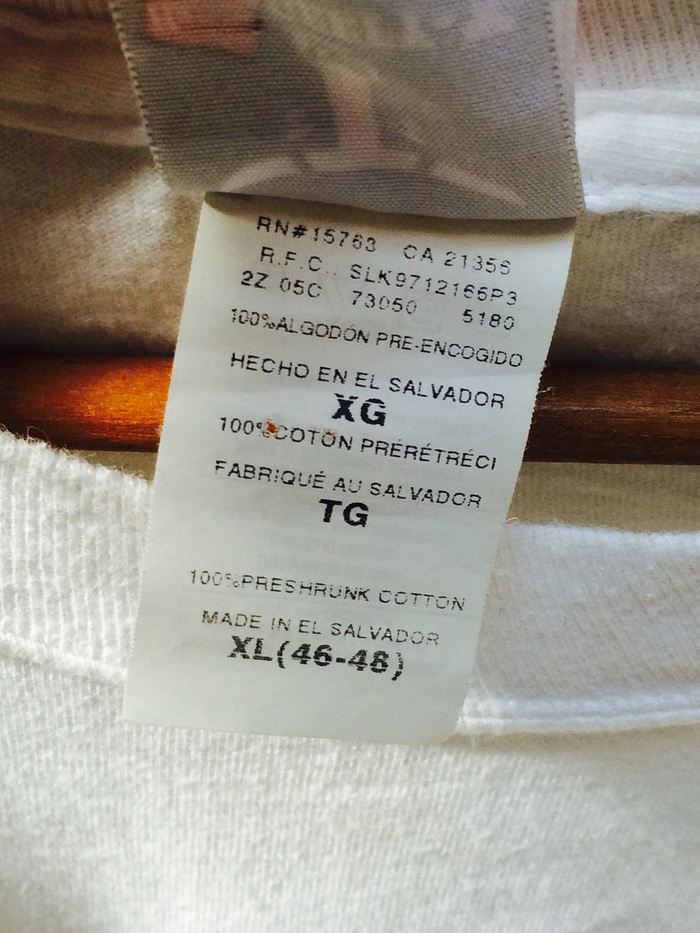 RN#15763 CA 21356
R.F.C.. SLK9712166P3
2Z 05C 73050 5180
100%ALGODÓN PRE-ENCOGIDO
HECHO EN EL SALVADOR
XG
100%COTON PRÉRÉTRÉCI
FABRIQUÉ AU SALVADOR
TG
100%PRESHRUNK COTTON
MADE IN EL SALVADOR
XL(46-48)